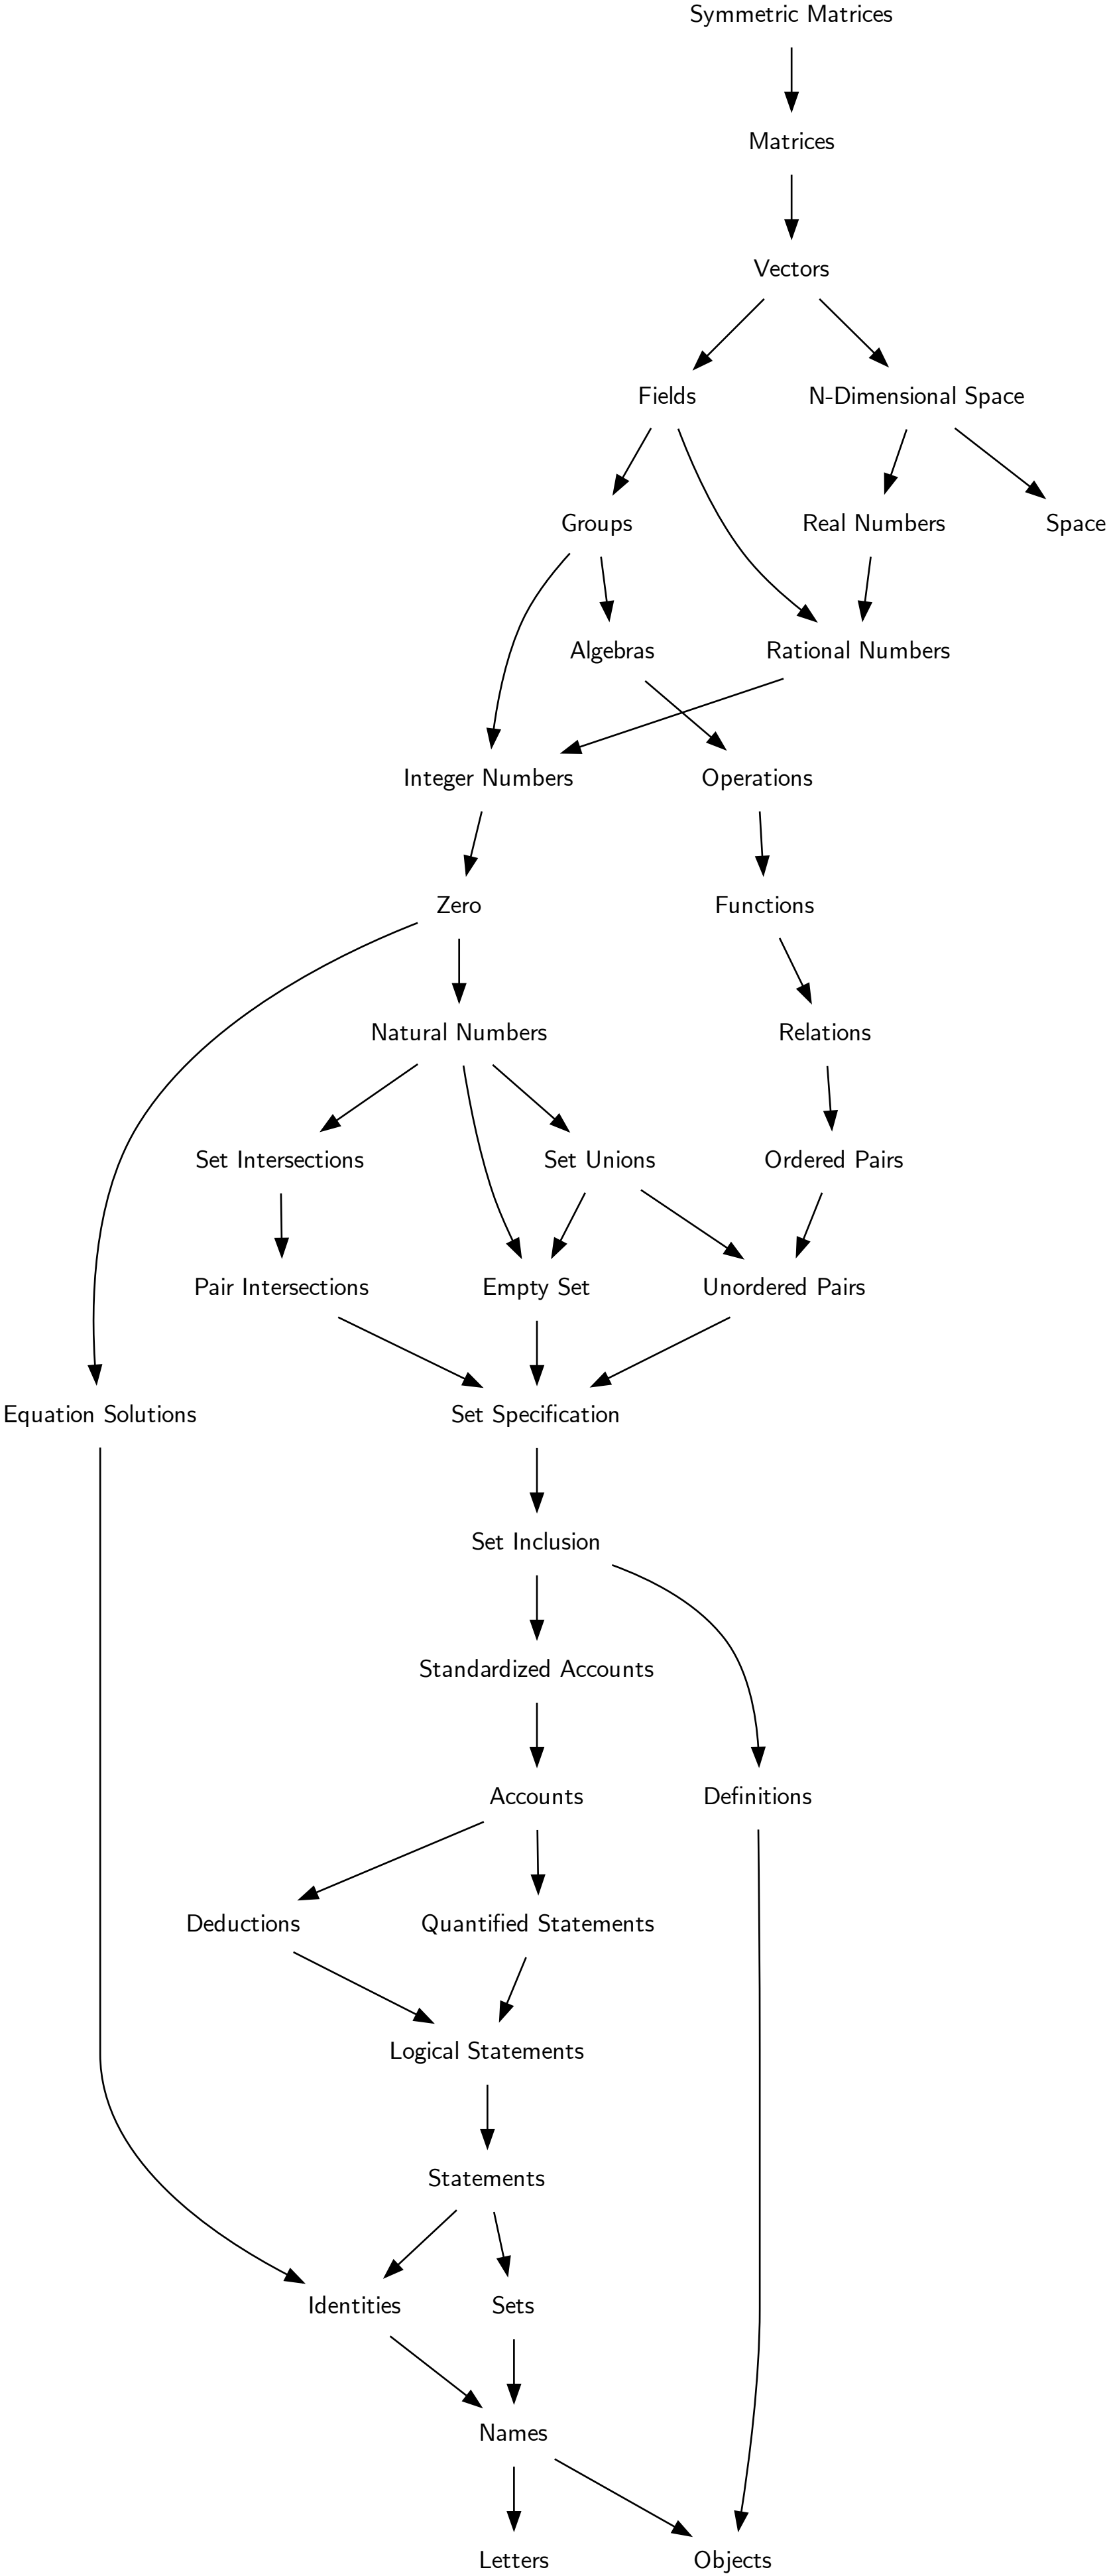 Symmetric Matrices
Matrices
Vectors
Fields
N-Dimensional Space
Groups
Real Numbers
Space
Algebras
Rational Numbers
Integer Numbers
Operations
Zero
Functions
Natural Numbers
Relations
Set Intersections
Set Unions
Ordered Pairs
Pair Intersections
Empty Set
Unordered Pairs
Equation Solutions
Set Specification
Set Inclusion
Standardized Accounts
Accounts
Definitions
Deductions
Quantified Statements
Logical Statements
Statements
Identities
Sets
Names
Letters
Objects